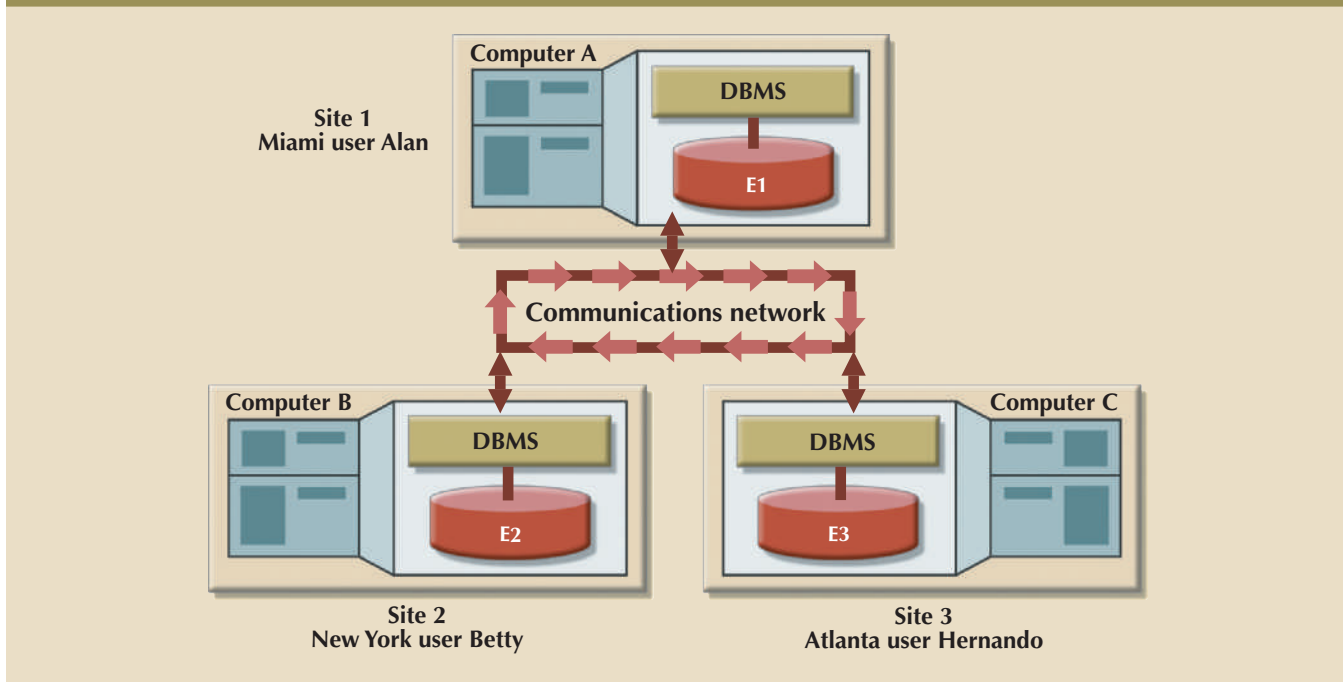 Computer A
DBMS
E1
Site 1
Miami user Alan
Communications network
Computer B
DBMS
E2
Site 2
New York user Betty
Computer C
DBMS
E3
Site 3
Atlanta user Hernando